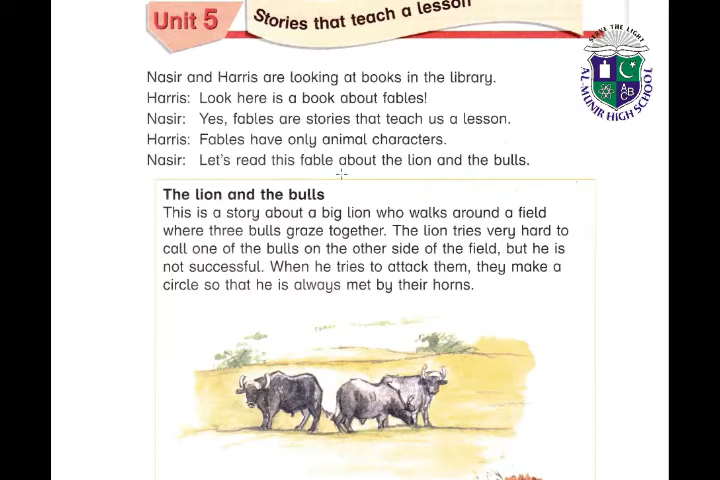 Unit 5
Stories that teach a lesson
SERVE THE LIGHT
AL-MUNIR HIGH SCHOOL
A
BC
Nasir and Harris are looking at books in the library.
Harris: Look here is a book about fables!
Nasir: Yes, fables are stories that teach us a lesson.
Harris: Fables have only animal characters.
Nasir: Let's read this fable about the lion and the bulls.
The lion and the bulls
This is a story about a big lion who walks around a field
where three bulls graze together. The lion tries very hard to
call one of the bulls on the other side of the field, but he is
not successful. When he tries to attack them, they make a
circle so that he is always met by their horns.